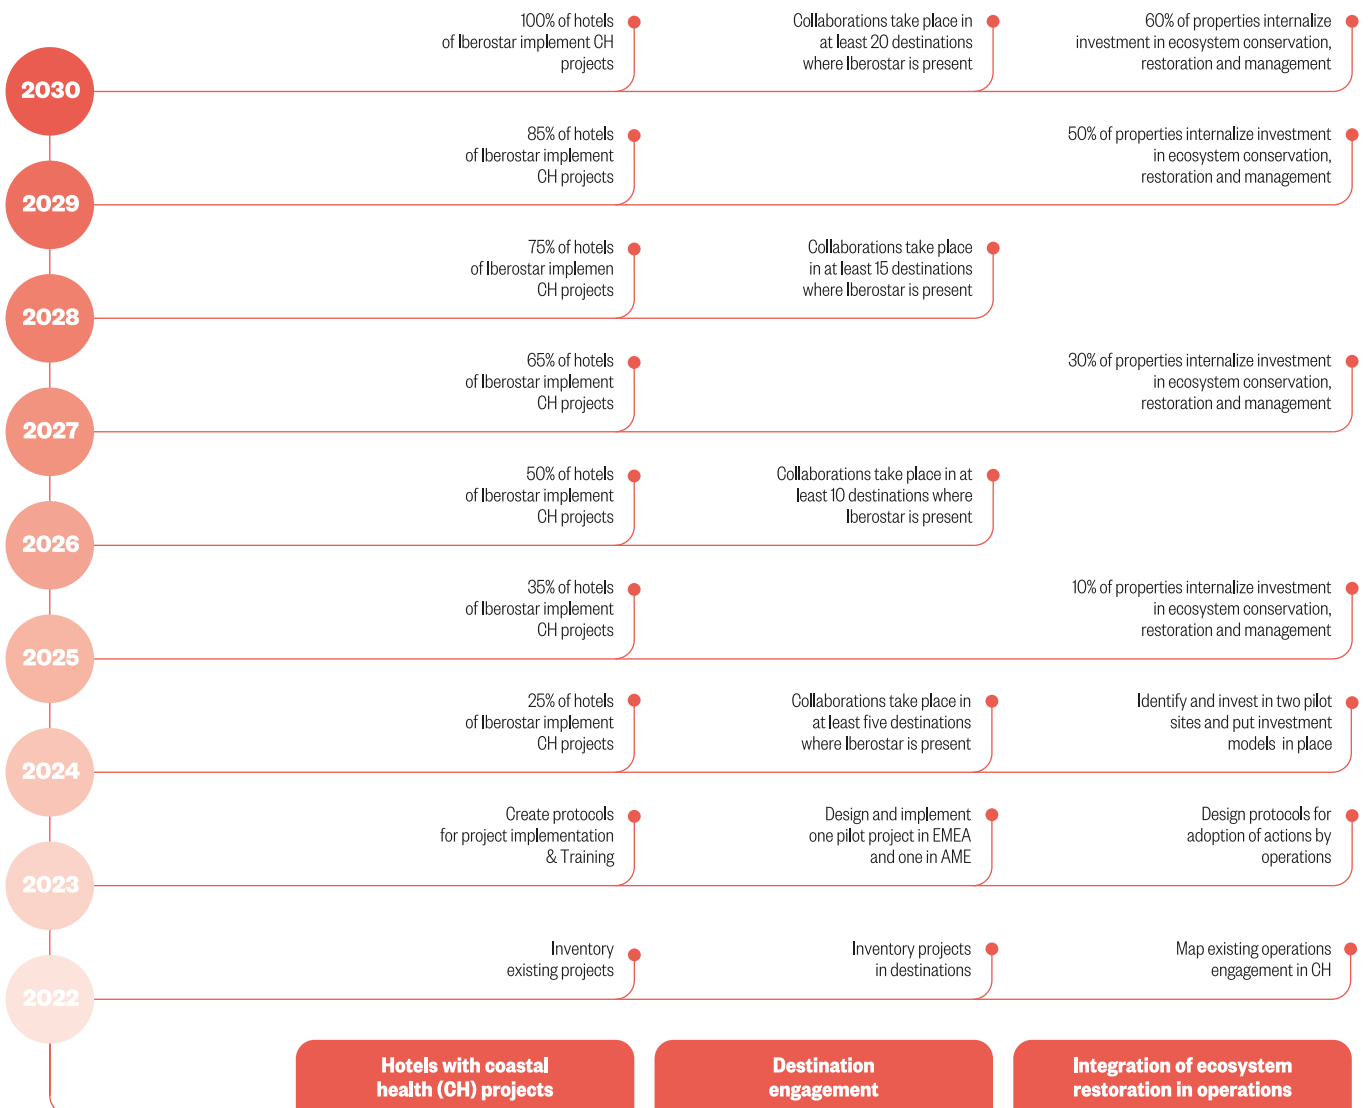 100% of hotels
of Iberostar implement CH
projects
Collaborations take place in
at least 20 destinations
where Iberostar is present
60% of properties internalize
investment in ecosystem conservation,
restoration and management
2030
85% of hotels
of Iberostar implement
CH projects
50% of properties internalize investment
in ecosystem conservation,
restoration and management
2029
75% of hotels
of Iberostar implemen
CH projects
Collaborations take place
in at least 15 destinations
where Iberostar is present
2028
65% of hotels
of Iberostar implement
CH projects
30% of properties internalize investment
in ecosystem conservation,
restoration and management
2027
50% of hotels
of Iberostar implement
CH projects
Collaborations take place in at
least 10 destinations where
Iberostar is present
2026
35% of hotels
of Iberostar implement
CH projects
10% of properties internalize investment
in ecosystem conservation,
restoration and management
2025
25% of hotels
of Iberostar implement
CH projects
Collaborations take place in
at least five destinations
where Iberostar is present
Identify and invest in two pilot
sites and put investment
models in place
2024
Create protocols
for project implementation
& Training
Design and implement
one pilot project in EMEA
and one in AME
Design protocols for
adoption of actions by
operations
2023
Inventory
existing projects
Inventory projects
in destinations
Map existing operations
engagement in CH
2022
Hotels with coastal
health (CH) projects
Destination
engagement
Integration of ecosystem
restoration in operations